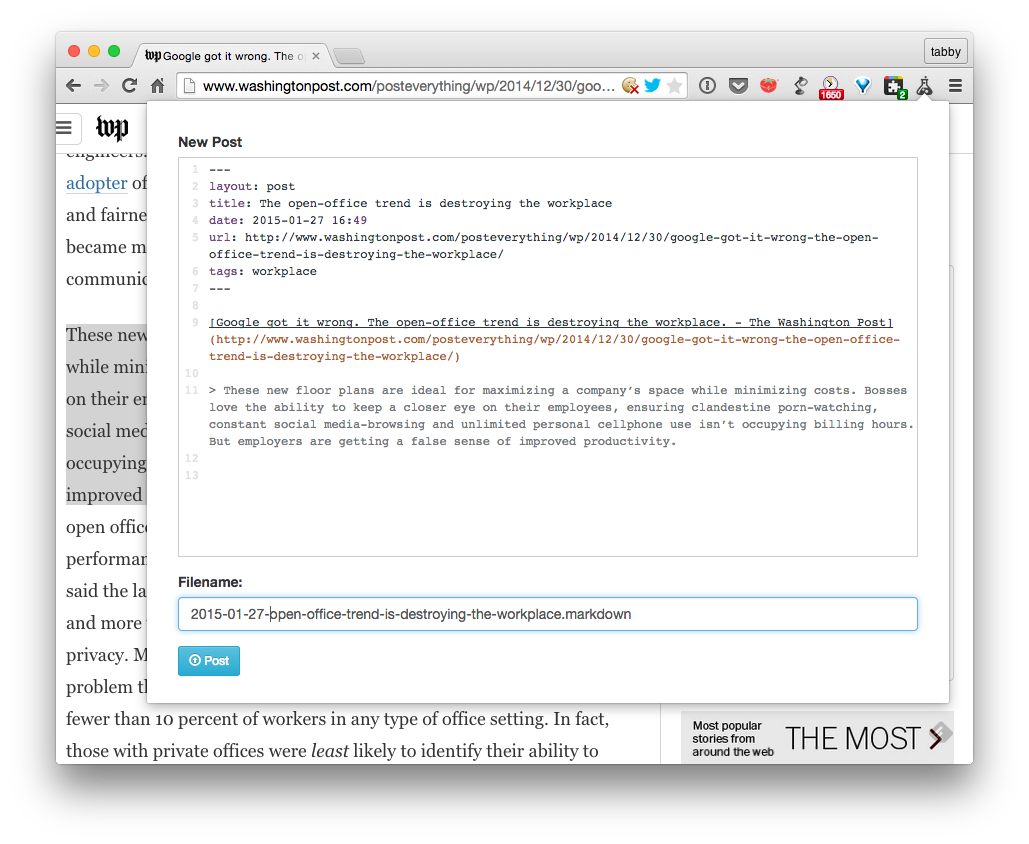 Google got it wrong. The o
tabby
www.washingtonpost.com/posteverything/wp/2014/12/30/goo...
1650
2
wp
engineers.
adopter of
and fairne
became m
communic
These new
while mini
on their er
social med
occupying
improved
open office
performan
said the la
and more
privacy. M
problem th
fewer than 10 percent of workers in any type of office setting. In fact,
those with private offices were least likely to identify their ability to
New Post
1 ---
2 layout: post
3 title: The open-office trend is destroying the workplace
4 date: 2015-01-27 16:49
5 url: http://www.washingtonpost.com/posteverything/wp/2014/12/30/google-got-it-wrong-the-open-
office-trend-is-destroying-the-workplace/
6 tags: workplace
7 ---
8
9 [Google got it wrong. The open-office trend is destroying the workplace. - The Washington Post]
(http://www.washingtonpost.com/posteverything/wp/2014/12/30/google-got-it-wrong-the-open-office-
trend-is-destroying-the-workplace/)
10
11 > These new floor plans are ideal for maximizing a company’s space while minimizing costs. Bosses
love the ability to keep a closer eye on their employees, ensuring clandestine porn-watching,
constant social media-browsing and unlimited personal cellphone use isn’t occupying billing hours.
But employers are getting a false sense of improved productivity.
12
13
Filename:
2015-01-27-open-office-trend-is-destroying-the-workplace.markdown
Post
Most popular
stories from
around the web
THE MOST